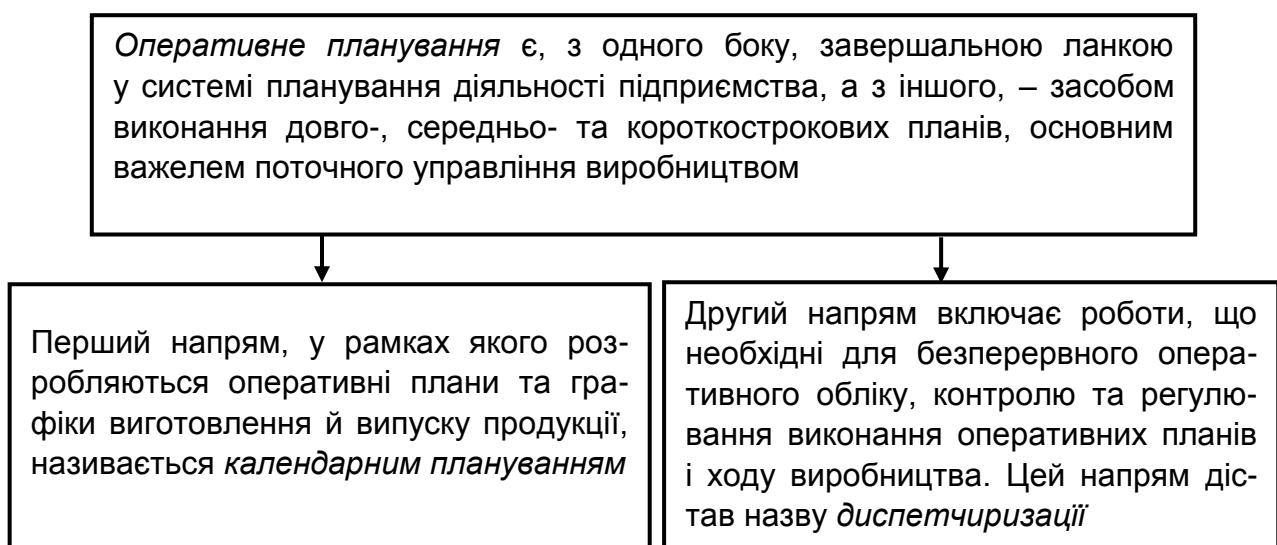 Оперативне планування є, з одного боку, завершальною ланкою
у системі планування діяльності підприємства, а з іншого, – засобом
виконання довго-, середньо- та короткострокових планів, основним
важелем поточного управління виробництвом
Перший напрям, у рамках якого роз-
робляються оперативні плани та гра-
фіки виготовлення й випуску продукції,
називається календарним плануванням
Другий напрям включає роботи, що
необхідні для безперервного опера-
тивного обліку, контролю та регулю-
вання виконання оперативних планів
і ходу виробництва. Цей напрям діс-
тав назву диспетчиризації